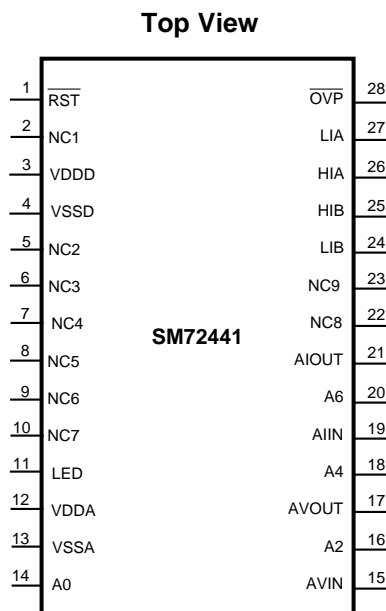 Top View
1 RST OVP 28
2 NC1 LIA 27
3 VDDD HIA 26
4 VSSD HIB 25
5 NC2 LIB 24
6 NC3 NC9 23
7 NC4 NC8 22
SM72441
8 NC5 AIOUT 21
9 NC6 A6 20
10 NC7 AIIN 19
11 LED A4 18
12 VDDA AVOUT 17
13 VSSA A2 16
14 A0 AVIN 15